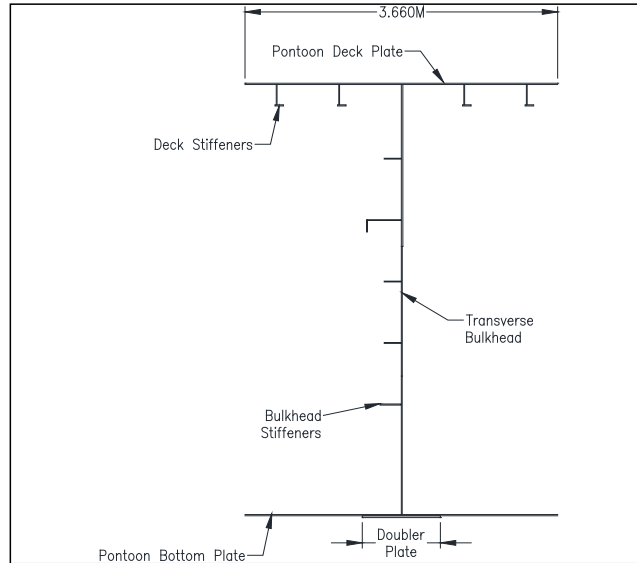 3.660M
Pontoon Deck Plate
Deck Stiffeners
Transverse
Bulkhead
Bulkhead
Stiffeners
Doubler
Plate
Pontoon Bottom Plate